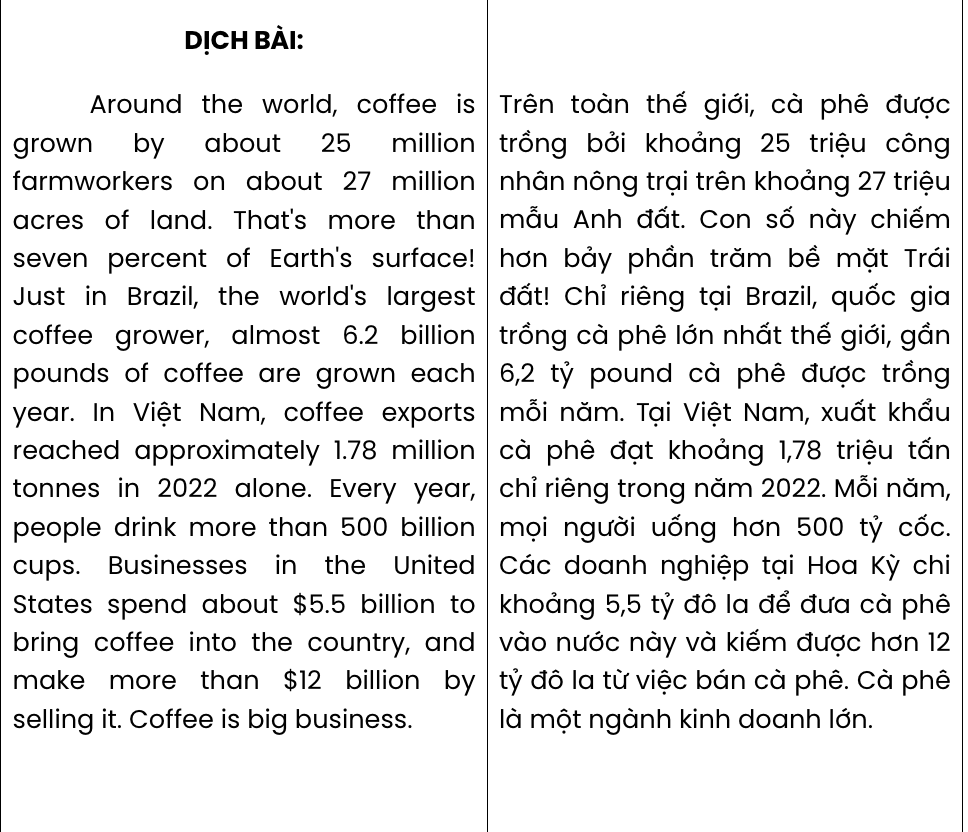 DỊCH BÀI:
Around the world, coffee is
grown by about 25 million
farmworkers on about 27 million
acres of land. That's more than
seven percent of Earth's surface!
Just in Brazil, the world's largest
coffee grower, almost 6.2 billion
pounds of coffee are grown each
year. In Việt Nam, coffee exports
reached approximately 1.78 million
tonnes in 2022 alone. Every year,
people drink more than 500 billion
cups. Businesses in the United
States spend about $5.5 billion to
bring coffee into the country, and
make more than $12 billion by
selling it. Coffee is big business.
Trên toàn thế giới, cà phê được
trồng bởi khoảng 25 triệu công
nhân nông trại trên khoảng 27 triệu
mẫu Anh đất. Con số này chiếm
hơn bảy phần trăm bề mặt Trái
đất! Chỉ riêng tại Brazil, quốc gia
trồng cà phê lớn nhất thế giới, gần
6,2 tỷ pound cà phê được trồng
mỗi năm. Tại Việt Nam, xuất khẩu
cà phê đạt khoảng 1,78 triệu tấn
chỉ riêng trong năm 2022. Mỗi năm,
mọi người uống hơn 500 tỷ cốc.
Các doanh nghiệp tại Hoa Kỳ chi
khoảng 5,5 tỷ đô la để đưa cà phê
vào nước này và kiếm được hơn 12
tỷ đô la từ việc bán cà phê. Cà phê
là một ngành kinh doanh lớn.